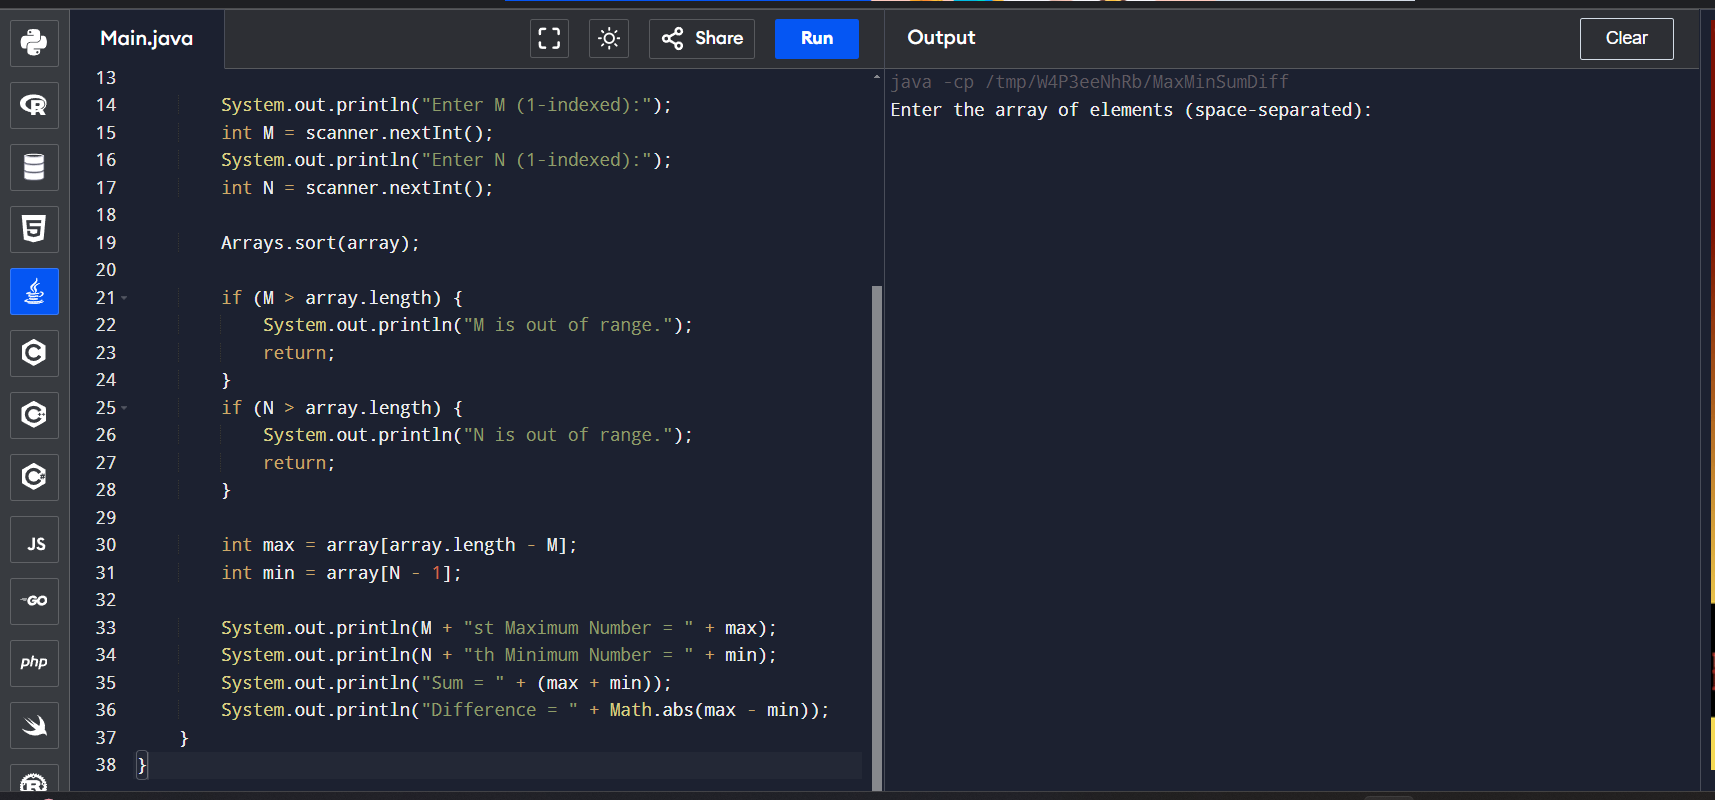 Main.java
Share
Run
Output
Clear
13
14 System.out.println("Enter M (1-indexed):");
15 int M = scanner.nextInt();
16 System.out.println("Enter N (1-indexed):");
17 int N = scanner.nextInt();
18
19 Arrays.sort(array);
20
21 if (M > array.length) {
22 System.out.println("M is out of range.");
23 return;
24 }
25 if (N > array.length) {
26 System.out.println("N is out of range.");
27 return;
28 }
29
30 int max = array[array.length - M];
31 int min = array[N - 1];
32
33 System.out.println(M + "st Maximum Number = " + max);
34 System.out.println(N + "th Minimum Number = " + min);
35 System.out.println("Sum = " + (max + min));
36 System.out.println("Difference = " + Math.abs(max - min));
37 }
38 }
java -cp /tmp/W4P3eeNhRb/MaxMinSumDiff
Enter the array of elements (space-separated):
R
5
C
C
C
JS
GO
php
R